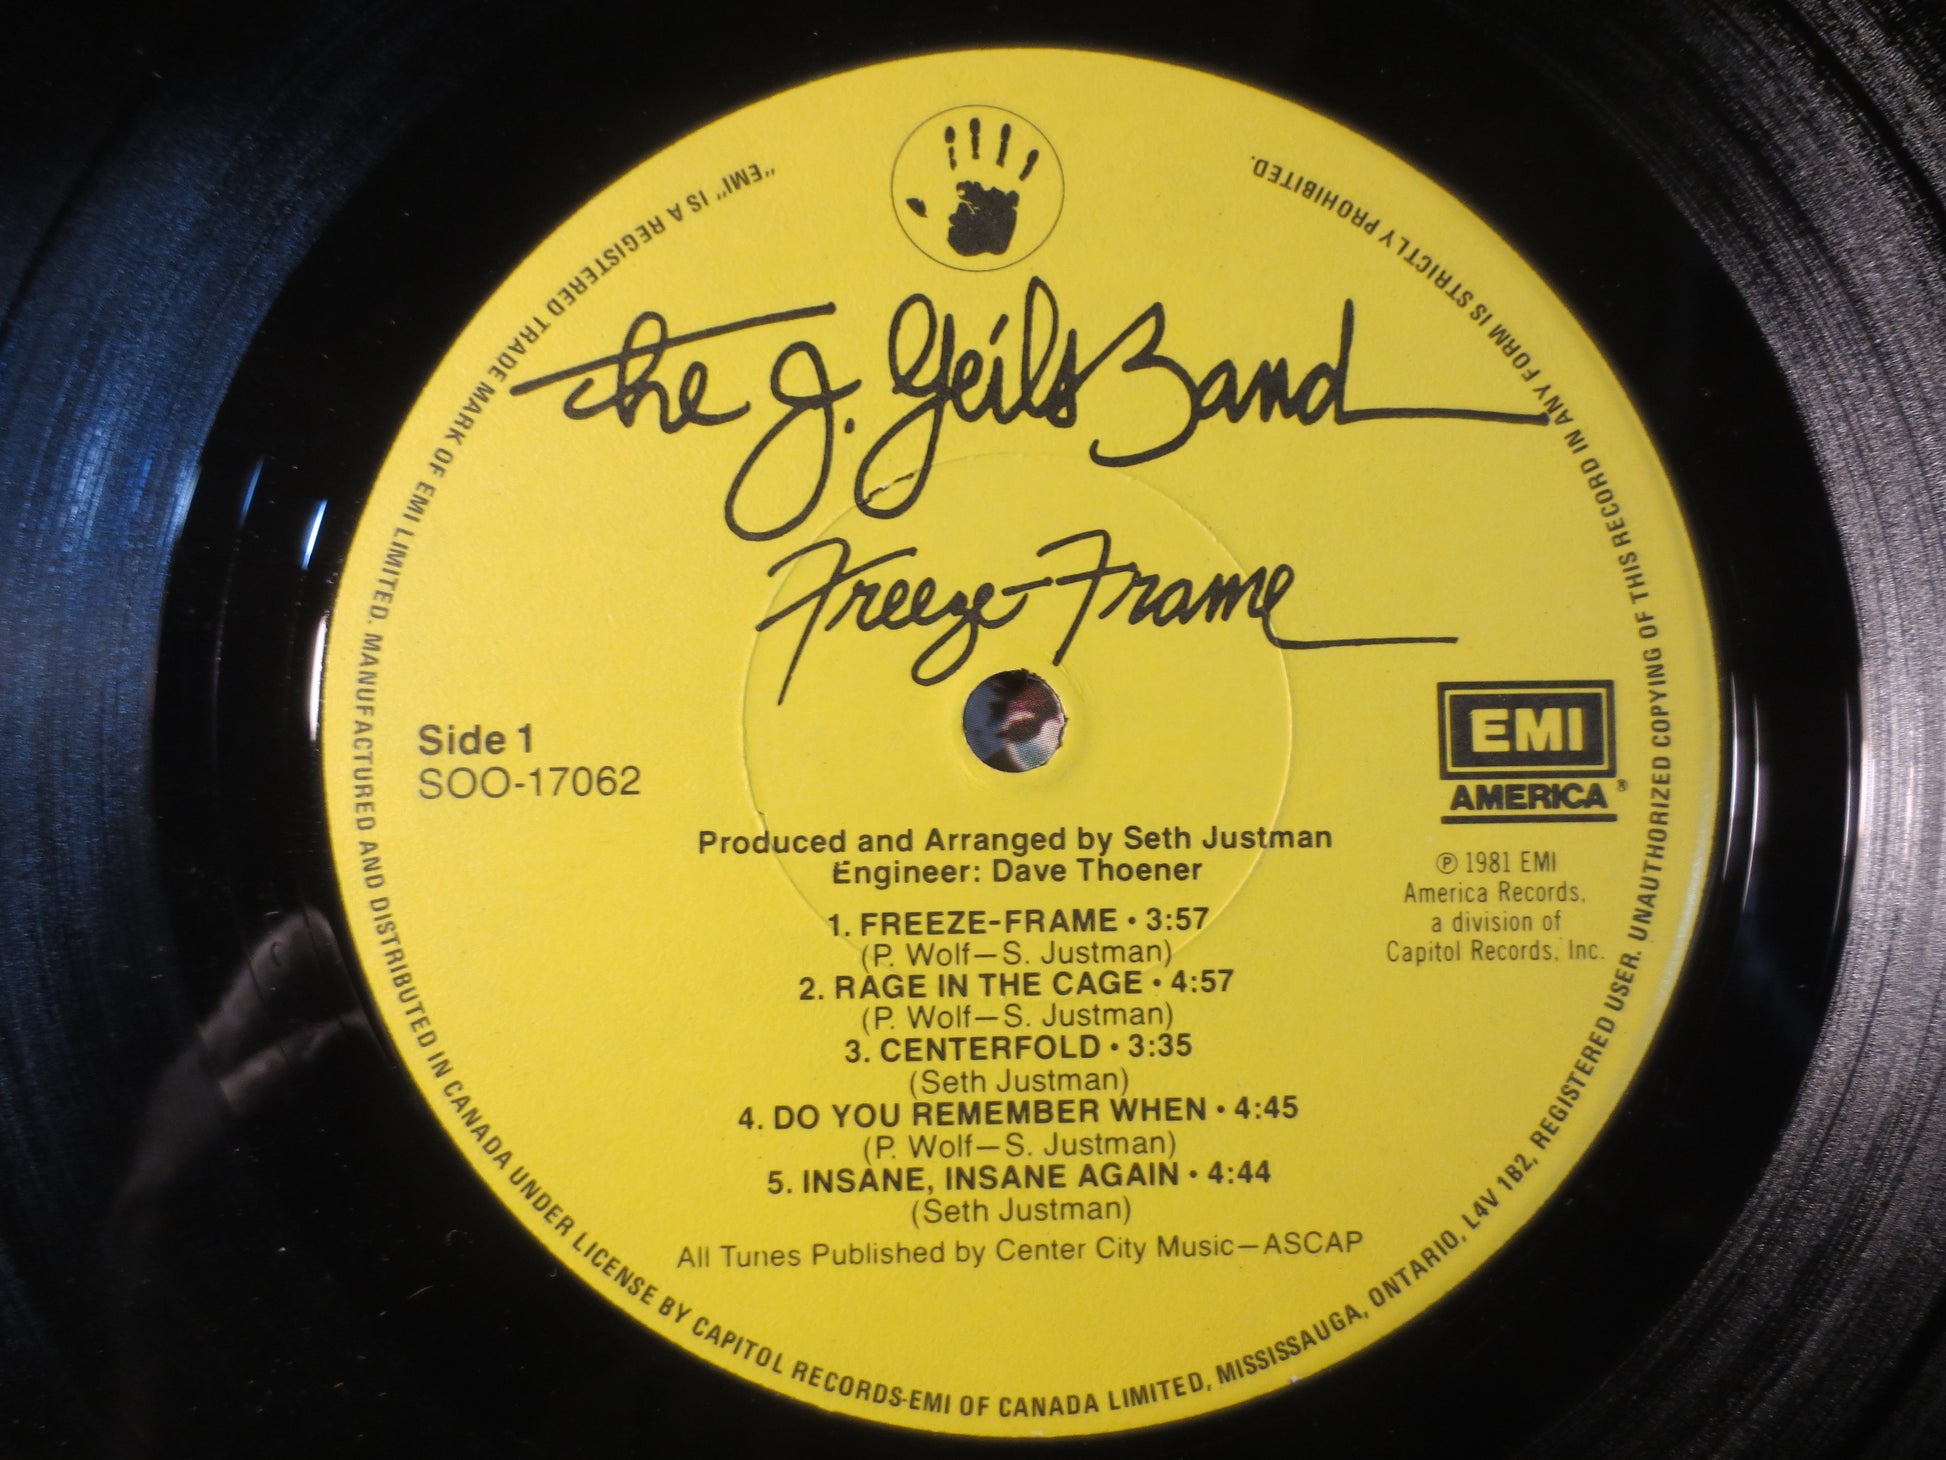 The J. Geils Band
Freeze-Frame
Side 1
SOO-17062
EMI
AMERICA®
℗ 1981 EMI
America Records,
a division of
Capitol Records, Inc.
Produced and Arranged by Seth Justman
Engineer: Dave Thoener
1. FREEZE-FRAME • 3:57
(P. Wolf—S. Justman)
2. RAGE IN THE CAGE • 4:57
(P. Wolf—S. Justman)
3. CENTERFOLD • 3:35
(Seth Justman)
4. DO YOU REMEMBER WHEN • 4:45
(P. Wolf—S. Justman)
5. INSANE, INSANE AGAIN • 4:44
(Seth Justman)
All Tunes Published by Center City Music—ASCAP
"EMI" IS A REGISTERED TRADE MARK OF EMI LIMITED. MANUFACTURED AND DISTRIBUTED IN CANADA UNDER LICENSE BY CAPITOL RECORDS-EMI OF CANADA LIMITED, MISSISSAUGA, ONTARIO, L4V 1B2, REGISTERED USER. UNAUTHORIZED COPYING OF THIS RECORD IN ANY FORM IS STRICTLY PROHIBITED.